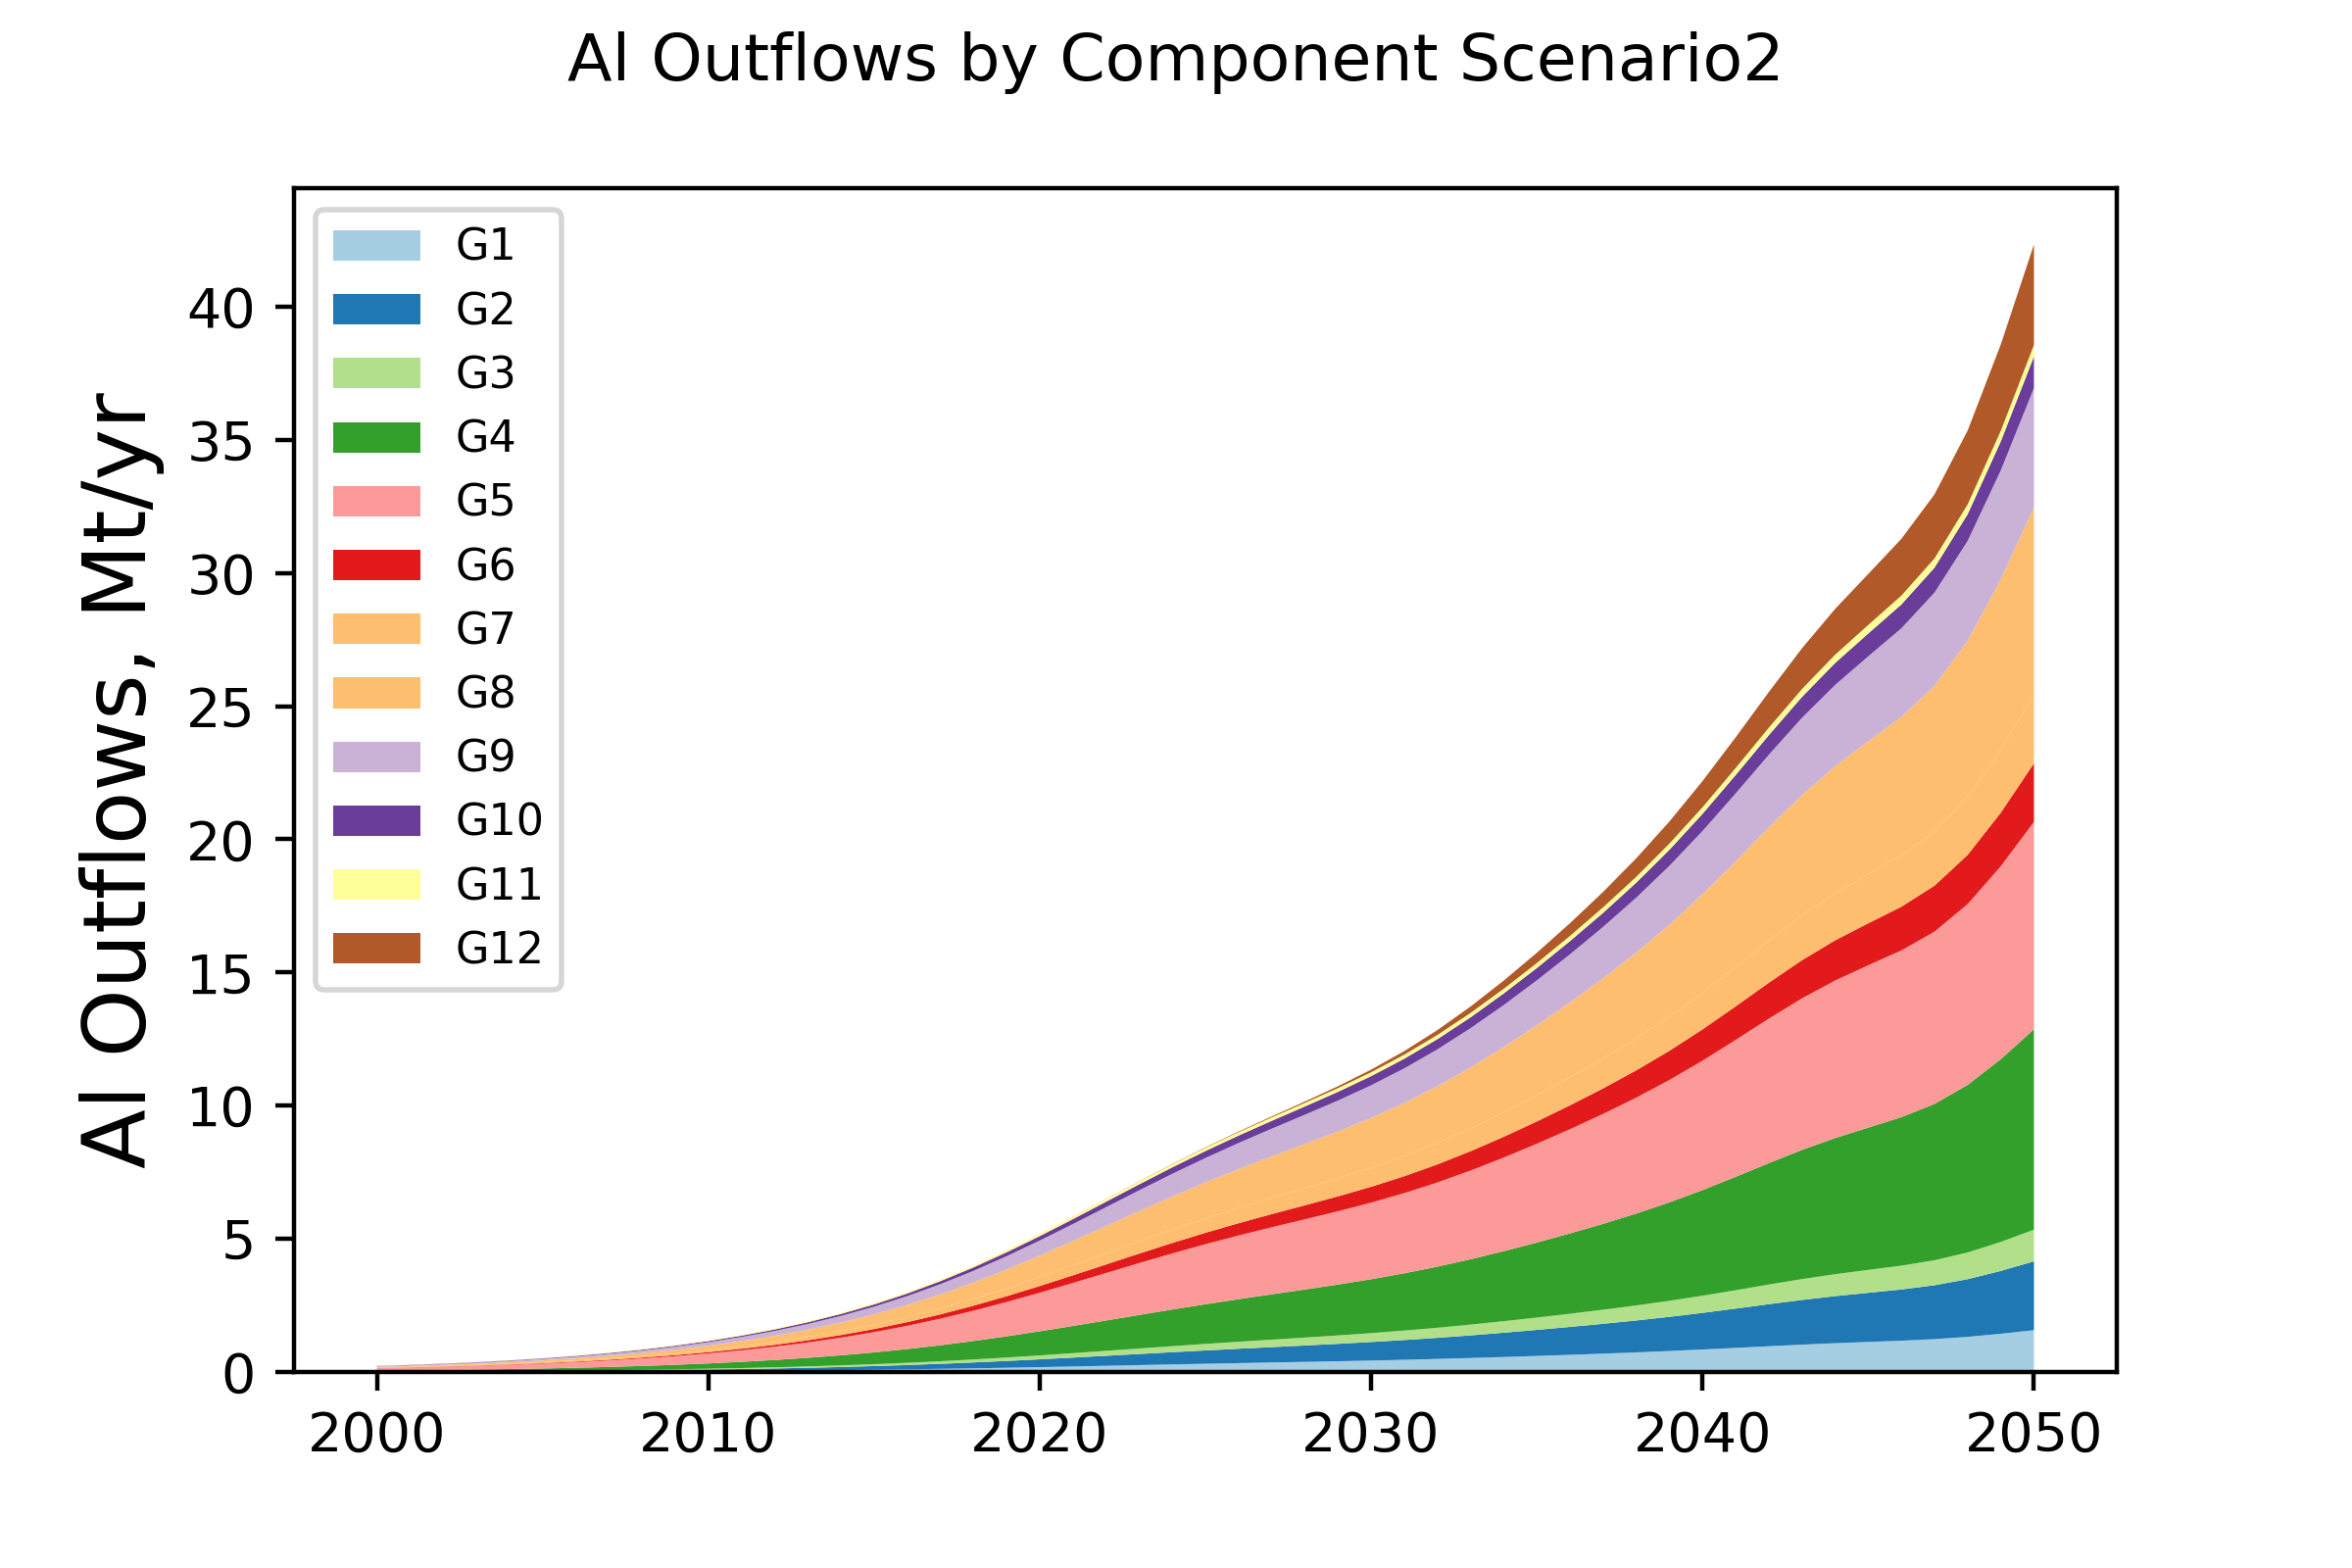 Al Outflows by Component Scenario2
Al Outflows, Mt/yr
40
35
30
25
20
15
10
5
0
G1
G2
G3
G4
G5
G6
G7
G8
G9
G10
G11
G12
2000 2010 2020 2030 2040 2050